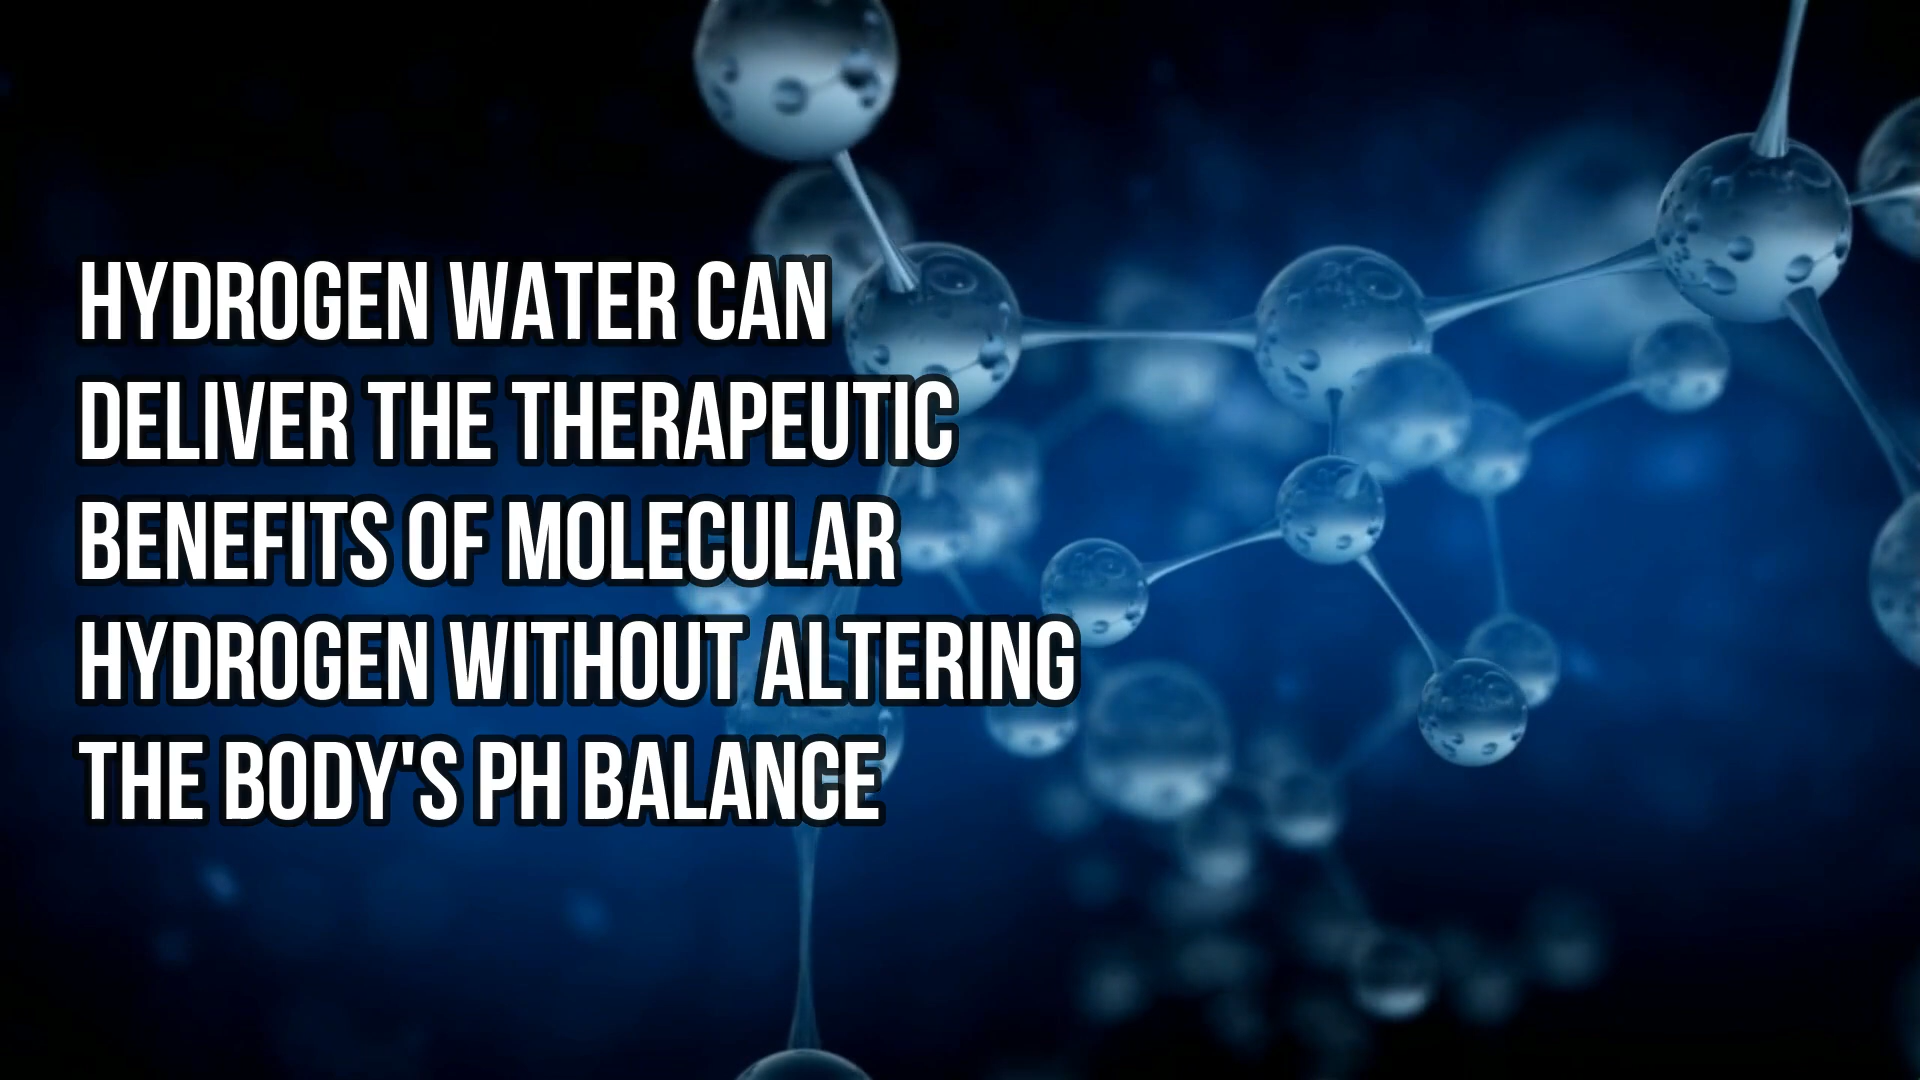 HYDROGEN WATER CAN
DELIVER THE THERAPEUTIC
BENEFITS OF MOLECULAR
HYDROGEN WITHOUT ALTERING
THE BODY'S PH BALANCE